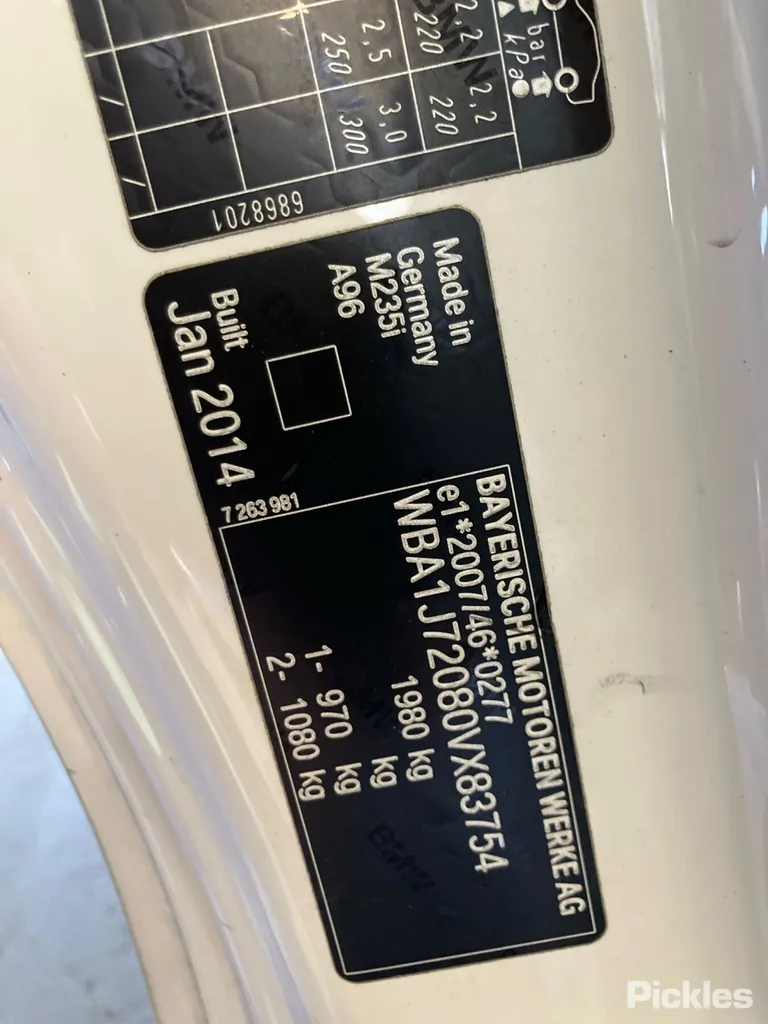 bar
kPa
2,2 2,2
220 220
2,5 3,0
250 300
/ /
6868201
Made in
Germany
M235i
A96
Built
Jan 2014
7 263 981
BAYERISCHE MOTOREN WERKE AG
e1*2007/46*0277
WBA1J72080VX83754
1980 kg
kg
1- 970 kg
2- 1080 kg
BMW
Pickles